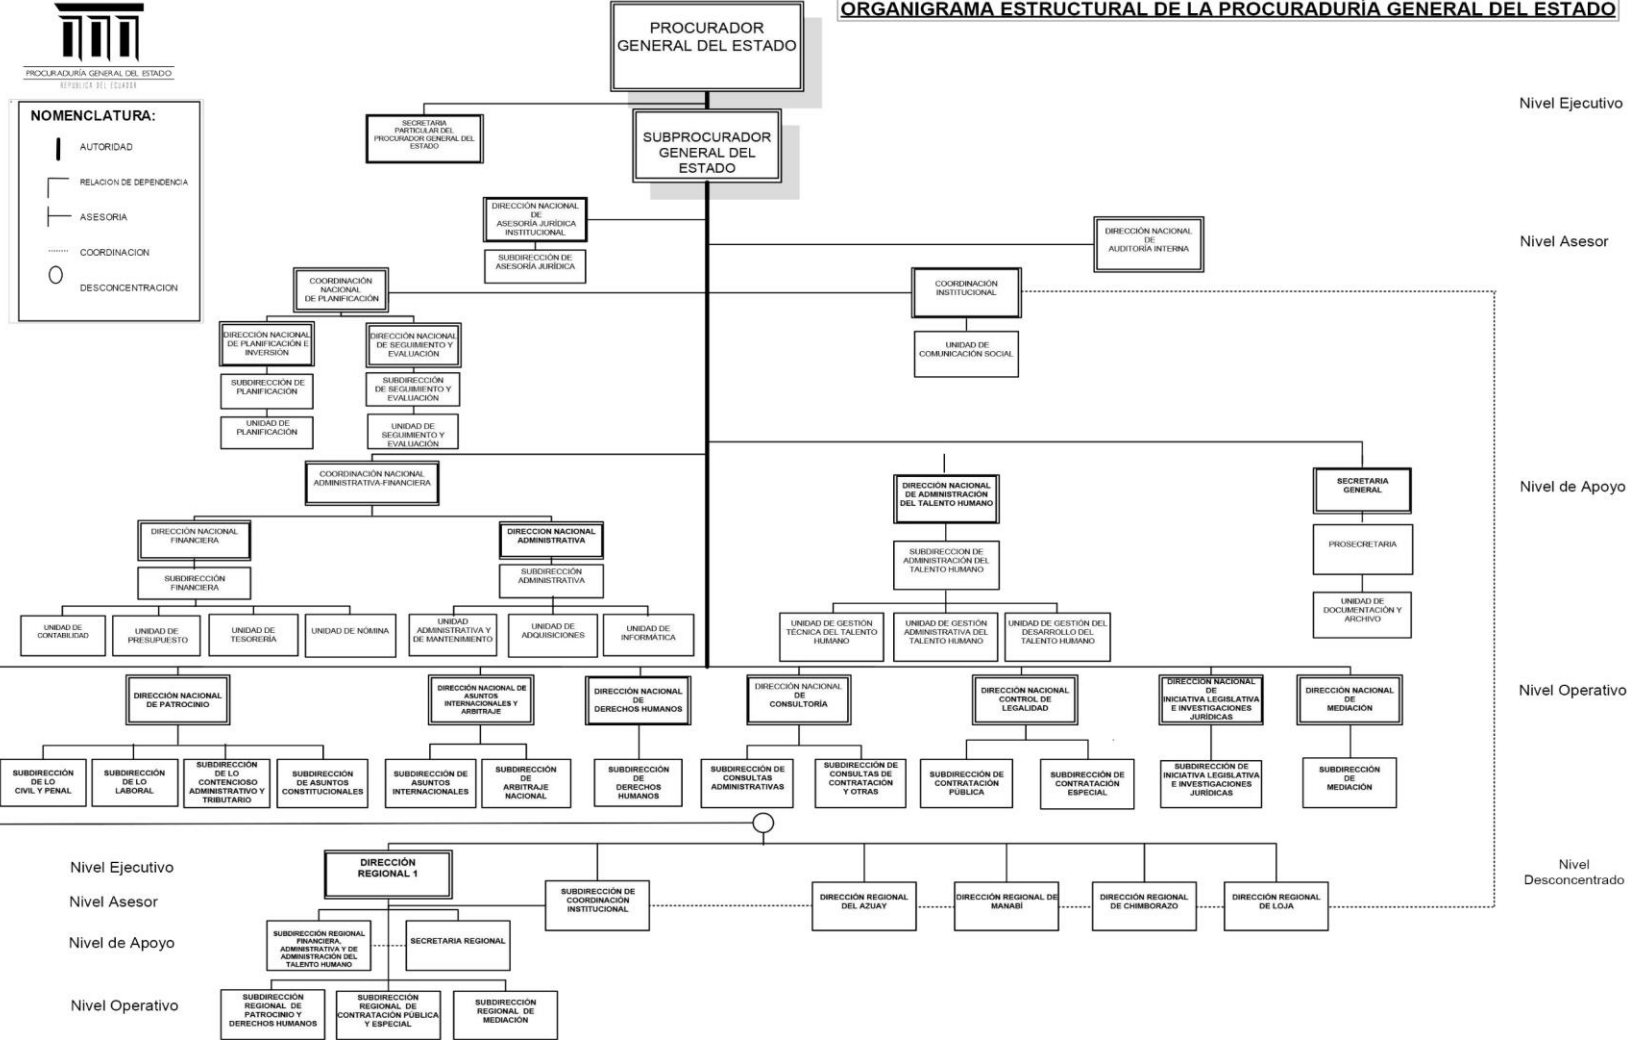 ORGANIGRAMA ESTRUCTURAL DE LA PROCURADURÍA GENERAL DEL ESTADO
PROCURADURÍA GENERAL DEL ESTADO
REPUBLICA DEL ECUADOR
NOMENCLATURA:
AUTORIDAD
RELACION DE DEPENDENCIA
ASESORIA
COORDINACION
DESCONCENTRACION
PROCURADOR
GENERAL DEL ESTADO
Nivel Ejecutivo
SECRETARIA
PARTICULAR DEL
PROCURADOR GENERAL DEL
ESTADO
SUBPROCURADOR
GENERAL DEL
ESTADO
DIRECCIÓN NACIONAL
DE
ASESORÍA JURÍDICA
INSTITUCIONAL
SUBDIRECCIÓN DE
ASESORÍA JURÍDICA
DIRECCIÓN NACIONAL
DE
AUDITORÍA INTERNA
Nivel Asesor
COORDINACIÓN
NACIONAL
DE PLANIFICACIÓN
COORDINACIÓN
INSTITUCIONAL
DIRECCIÓN NACIONAL
DE PLANIFICACIÓN E
INVERSIÓN
DIRECCIÓN NACIONAL
DE SEGUIMIENTO Y
EVALUACIÓN
UNIDAD DE
COMUNICACIÓN SOCIAL
SUBDIRECCIÓN DE
PLANIFICACIÓN
SUBDIRECCIÓN
DE SEGUIMIENTO Y
EVALUACIÓN
UNIDAD DE
PLANIFICACIÓN
UNIDAD DE
SEGUIMIENTO Y
EVALUACIÓN
COORDINACIÓN NACIONAL
ADMINISTRATIVA-FINANCIERA
DIRECCIÓN NACIONAL
DE ADMINISTRACIÓN
DEL TALENTO HUMANO
SECRETARIA
GENERAL
Nivel de Apoyo
DIRECCIÓN NACIONAL
FINANCIERA
DIRECCION NACIONAL
ADMINISTRATIVA
SUBDIRECCION DE
ADMINISTRACIÓN DEL
TALENTO HUMANO
PROSECRETARIA
SUBDIRECCIÓN
FINANCIERA
SUBDIRECCIÓN
ADMINISTRATIVA
UNIDAD DE
DOCUMENTACIÓN Y
ARCHIVO
UNIDAD DE
CONTABILIDAD
UNIDAD DE
PRESUPUESTO
UNIDAD DE
TESORERÍA
UNIDAD DE NÓMINA
UNIDAD
ADMINISTRATIVA Y
DE MANTENIMIENTO
UNIDAD DE
ADQUISICIONES
UNIDAD DE
INFORMÁTICA
UNIDAD DE GESTIÓN
TÉCNICA DEL TALENTO
HUMANO
UNIDAD DE GESTIÓN
ADMINISTRATIVA DEL
TALENTO HUMANO
UNIDAD DE GESTIÓN DEL
DESARROLLO DEL
TALENTO HUMANO
DIRECCIÓN NACIONAL
DE PATROCINIO
DIRECCIÓN NACIONAL DE
ASUNTOS
INTERNACIONALES Y
ARBITRAJE
DIRECCIÓN NACIONAL
DE
DERECHOS HUMANOS
DIRECCIÓN NACIONAL
DE
CONSULTORÍA
DIRECCIÓN NACIONAL
CONTROL DE
LEGALIDAD
DIRECCIÓN NACIONAL
DE
INICIATIVA LEGISLATIVA
E INVESTIGACIONES
JURÍDICAS
DIRECCIÓN NACIONAL
DE
MEDIACIÓN
Nivel Operativo
SUBDIRECCIÓN
DE LO
CIVIL Y PENAL
SUBDIRECCIÓN
DE LO
LABORAL
SUBDIRECCIÓN
DE LO
CONTENCIOSO
ADMINISTRATIVO Y
TRIBUTARIO
SUBDIRECCIÓN
DE ASUNTOS
CONSTITUCIONALES
SUBDIRECCIÓN DE
ASUNTOS
INTERNACIONALES
SUBDIRECCIÓN
DE
ARBITRAJE
NACIONAL
SUBDIRECCIÓN
DE
DERECHOS
HUMANOS
SUBDIRECCIÓN DE
CONSULTAS
ADMINISTRATIVAS
SUBDIRECCIÓN DE
CONSULTAS DE
CONTRATACIÓN
Y OTRAS
SUBDIRECCIÓN DE
CONTRATACIÓN
PÚBLICA
SUBDIRECCIÓN DE
CONTRATACIÓN
ESPECIAL
SUBDIRECCIÓN DE
INICIATIVA LEGISLATIVA
E INVESTIGACIONES
JURÍDICAS
SUBDIRECCIÓN
DE
MEDIACIÓN
Nivel Ejecutivo
DIRECCIÓN
REGIONAL 1
Nivel
Desconcentrado
Nivel Asesor
SUBDIRECCIÓN DE
COORDINACIÓN
INSTITUCIONAL
DIRECCIÓN REGIONAL
DEL AZUAY
DIRECCIÓN REGIONAL DE
MANABÍ
DIRECCIÓN REGIONAL
DE CHIMBORAZO
DIRECCIÓN REGIONAL
DE LOJA
Nivel de Apoyo
SUBDIRECCIÓN REGIONAL
FINANCIERA,
ADMINISTRATIVA Y DE
ADMINISTRACIÓN DEL
TALENTO HUMANO
SECRETARIA REGIONAL
Nivel Operativo
SUBDIRECCIÓN
REGIONAL DE
PATROCINIO Y
DERECHOS HUMANOS
SUBDIRECCIÓN
REGIONAL DE
CONTRATACIÓN PÚBLICA
Y ESPECIAL
SUBDIRECCIÓN
REGIONAL DE
MEDIACIÓN